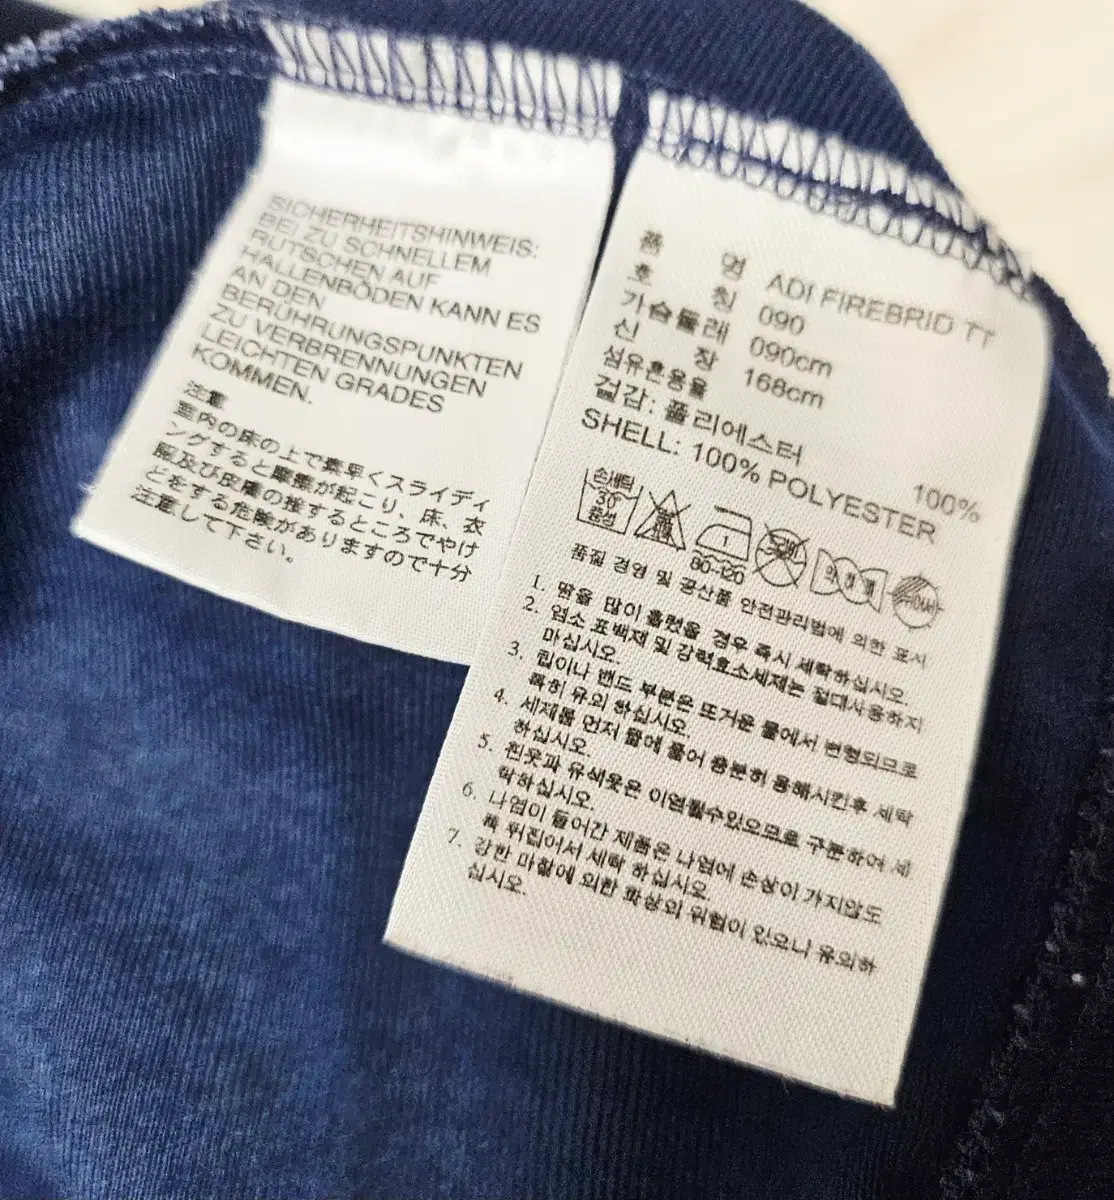 SICHERHEITSHINWEIS:
BEI ZU SCHNELLEM
RUTSCHEN AUF
HALLENBÖDEN KANN ES
AN DEN
BERÜHRUNGSPUNKTEN
ZU VERBRENNUNGEN
LEICHTEN GRADES
KOMMEN.
注意
室内の床の上で素早くスライディ
ングすると摩擦が起こり、床、衣
服及び皮膚の接するところでやけ
どをする危険がありますので十分
注意して下さい。
품 명 ADI FIREBRID TT
호 칭 090
가슴둘레 090cm
신 장 168cm
섬유혼용율
겉감: 폴리에스터 100%
SHELL: 100% POLYESTER
손세탁
30
중성
80~120
품질 경영 및 공산품 안전관리법에 의한 표시
1. 땀을 많이 흘렸을 경우 즉시 세탁하십시오.
2. 염소 표백제 및 강력효소세제는 절대사용하지
마십시오.
3. 킵이나 밴드 부분은 뜨거운 물에서 변형되므로
특히 유의 하십시오.
4. 세제를 먼저 물에 풀어 충분히 용해시킨후 세탁
하십시오.
5. 흰옷과 유색옷은 이염될수있으므로 구분하여 세
탁하십시오.
6. 나염이 들어간 제품은 나염에 손상이 가지않도
록 뒤집어서 세탁 하십시오.
7. 강한 마찰에 의한 화상의 위험이 있으니 유의하
십시오.